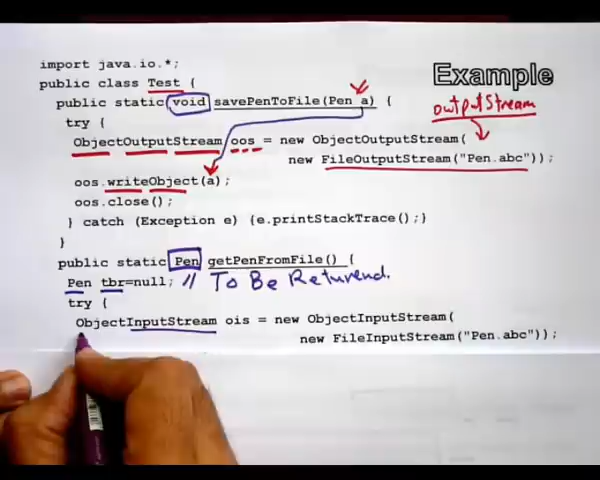 import java.io.*;
public class Test {
Example
public static void savePenToFile(Pen a) {
outputStream
try {
ObjectOutputStream oos = new ObjectOutputStream(
new FileOutputStream("Pen.abc"));
oos.writeObject(a);
oos.close();
} catch (Exception e) {e.printStackTrace();}
}
public static Pen getPenFromFile() {
Pen tbr=null; // To Be Returend.
try {
ObjectInputStream ois = new ObjectInputStream(
new FileInputStream("Pen.abc"));